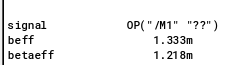 signal OP("/M1" "??")
beff 1.333m
betaeff 1.218m